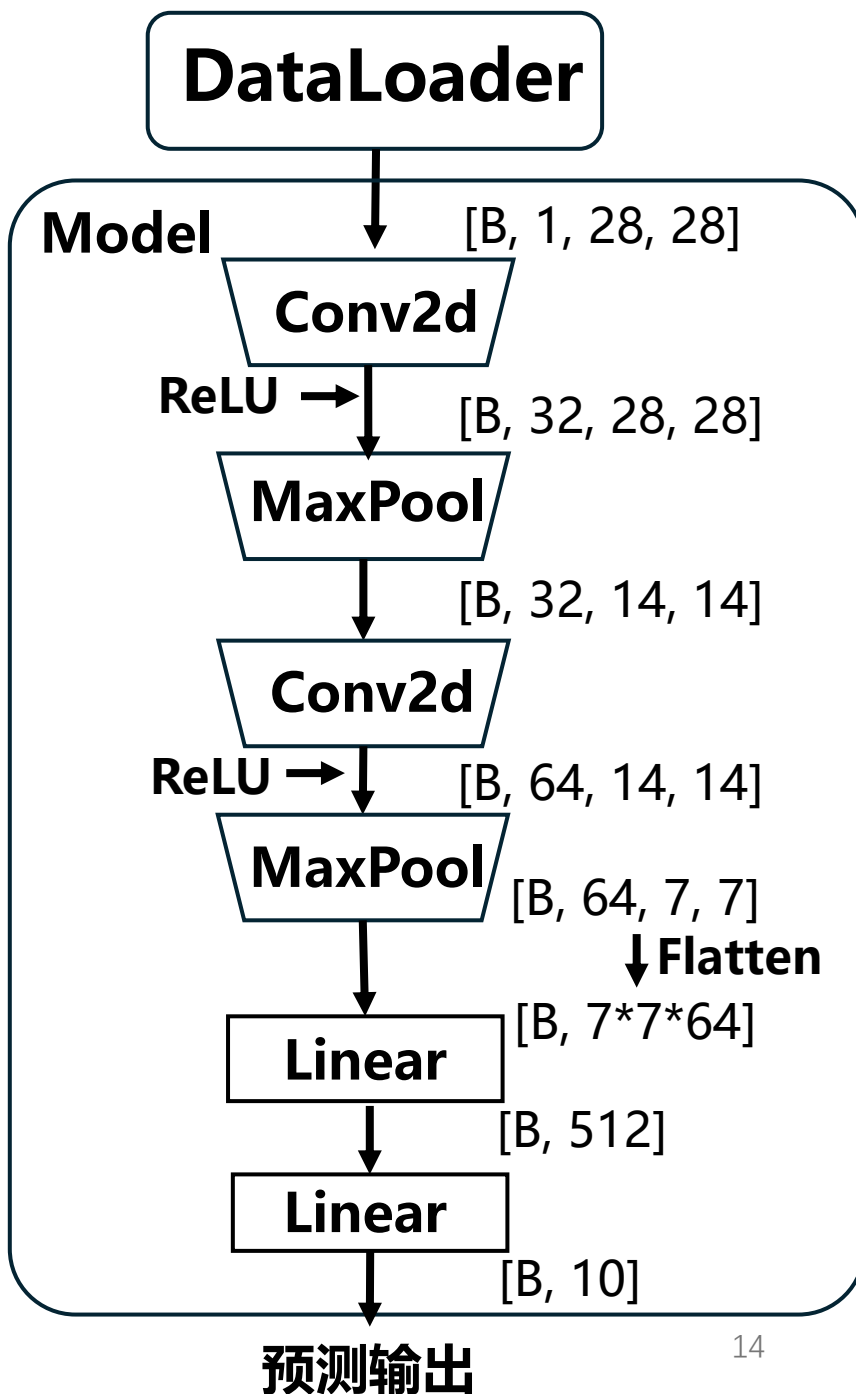 DataLoader
Model
[B, 1, 28, 28]
Conv2d
ReLU
[B, 32, 28, 28]
MaxPool
[B, 32, 14, 14]
Conv2d
ReLU
[B, 64, 14, 14]
MaxPool
[B, 64, 7, 7]
Flatten
[B, 7*7*64]
Linear
[B, 512]
Linear
[B, 10]
预测输出
14